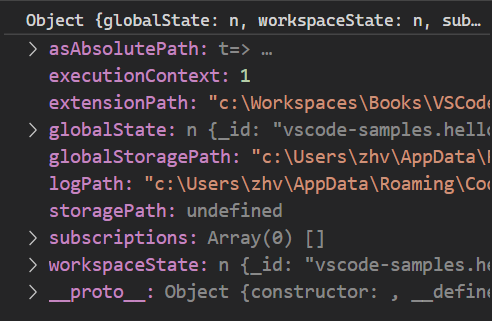 Object {globalState: n, workspaceState: n, sub…
> asAbsolutePath: t=> …
executionContext: 1
extensionPath: "c:\Workspaces\Books\VSCode
> globalState: n {_id: "vscode-samples.hello
globalStoragePath: "c:\Users\zhv\AppData\
logPath: "c:\Users\zhv\AppData\Roaming\Co
storagePath: undefined
> subscriptions: Array(0) []
> workspaceState: n {_id: "vscode-samples.he
> __proto__: Object {constructor: , __define